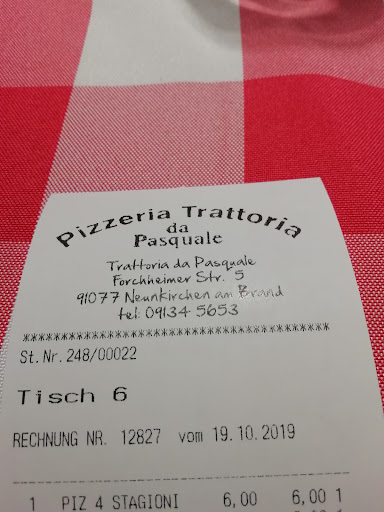 Pizzeria Trattoria
da
Pasquale
Trattoria da Pasquale
Forchheimer Str. 5
91077 Neunkirchen am Brand
tel: 09134 5653
****************************************
St.Nr.248/00022
Tisch 6
RECHNUNG NR. 12827 vom 19.10.2019
1 PIZ 4 STAGIONI 6,00 6,00 1